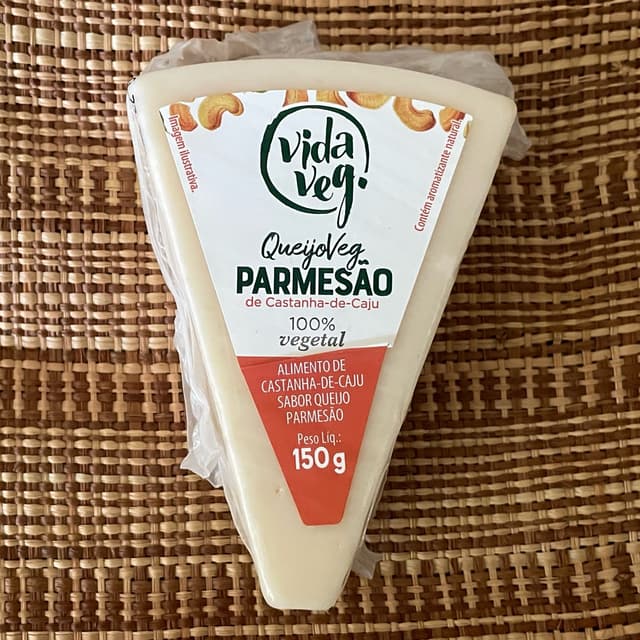 Imagem ilustrativa.
Contém aromatizante natural.
vida
veg.
QueijoVeg
PARMESÃO
de Castanha-de-Caju
100%
vegetal
ALIMENTO DE
CASTANHA-DE-CAJU
SABOR QUEIJO
PARMESÃO
Peso Líq.:
150g